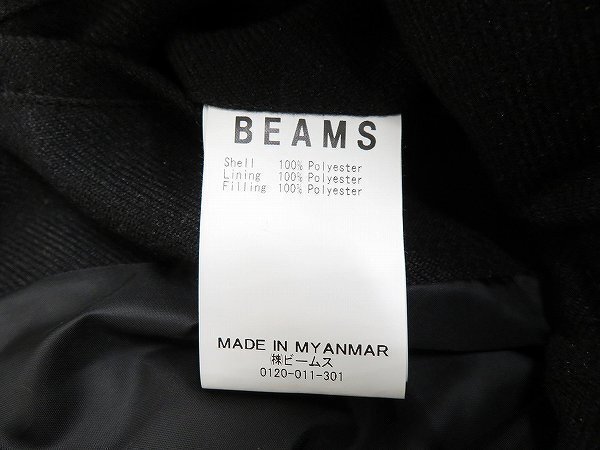 BEAMS
Shell 100% Polyester
Lining 100% Polyester
Filling 100% Polyester
MADE IN MYANMAR
㈱ビームス
0120-011-301